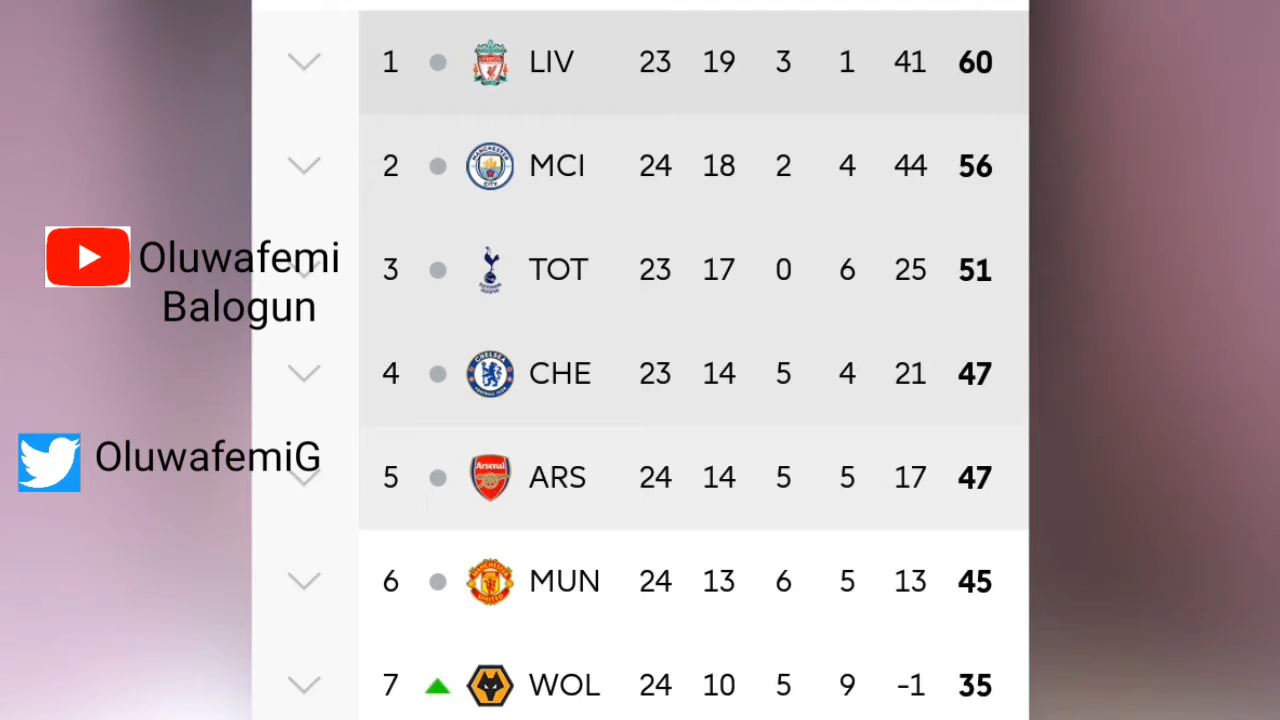 1 LIV 23 19 3 1 41 60
2 MCI 24 18 2 4 44 56
Oluwafemi
Balogun
3 TOT 23 17 0 6 25 51
4 CHE 23 14 5 4 21 47
OluwafemiG
5 Arsenal ARS 24 14 5 5 17 47
6 MUN 24 13 6 5 13 45
7 WOL 24 10 5 9 -1 35